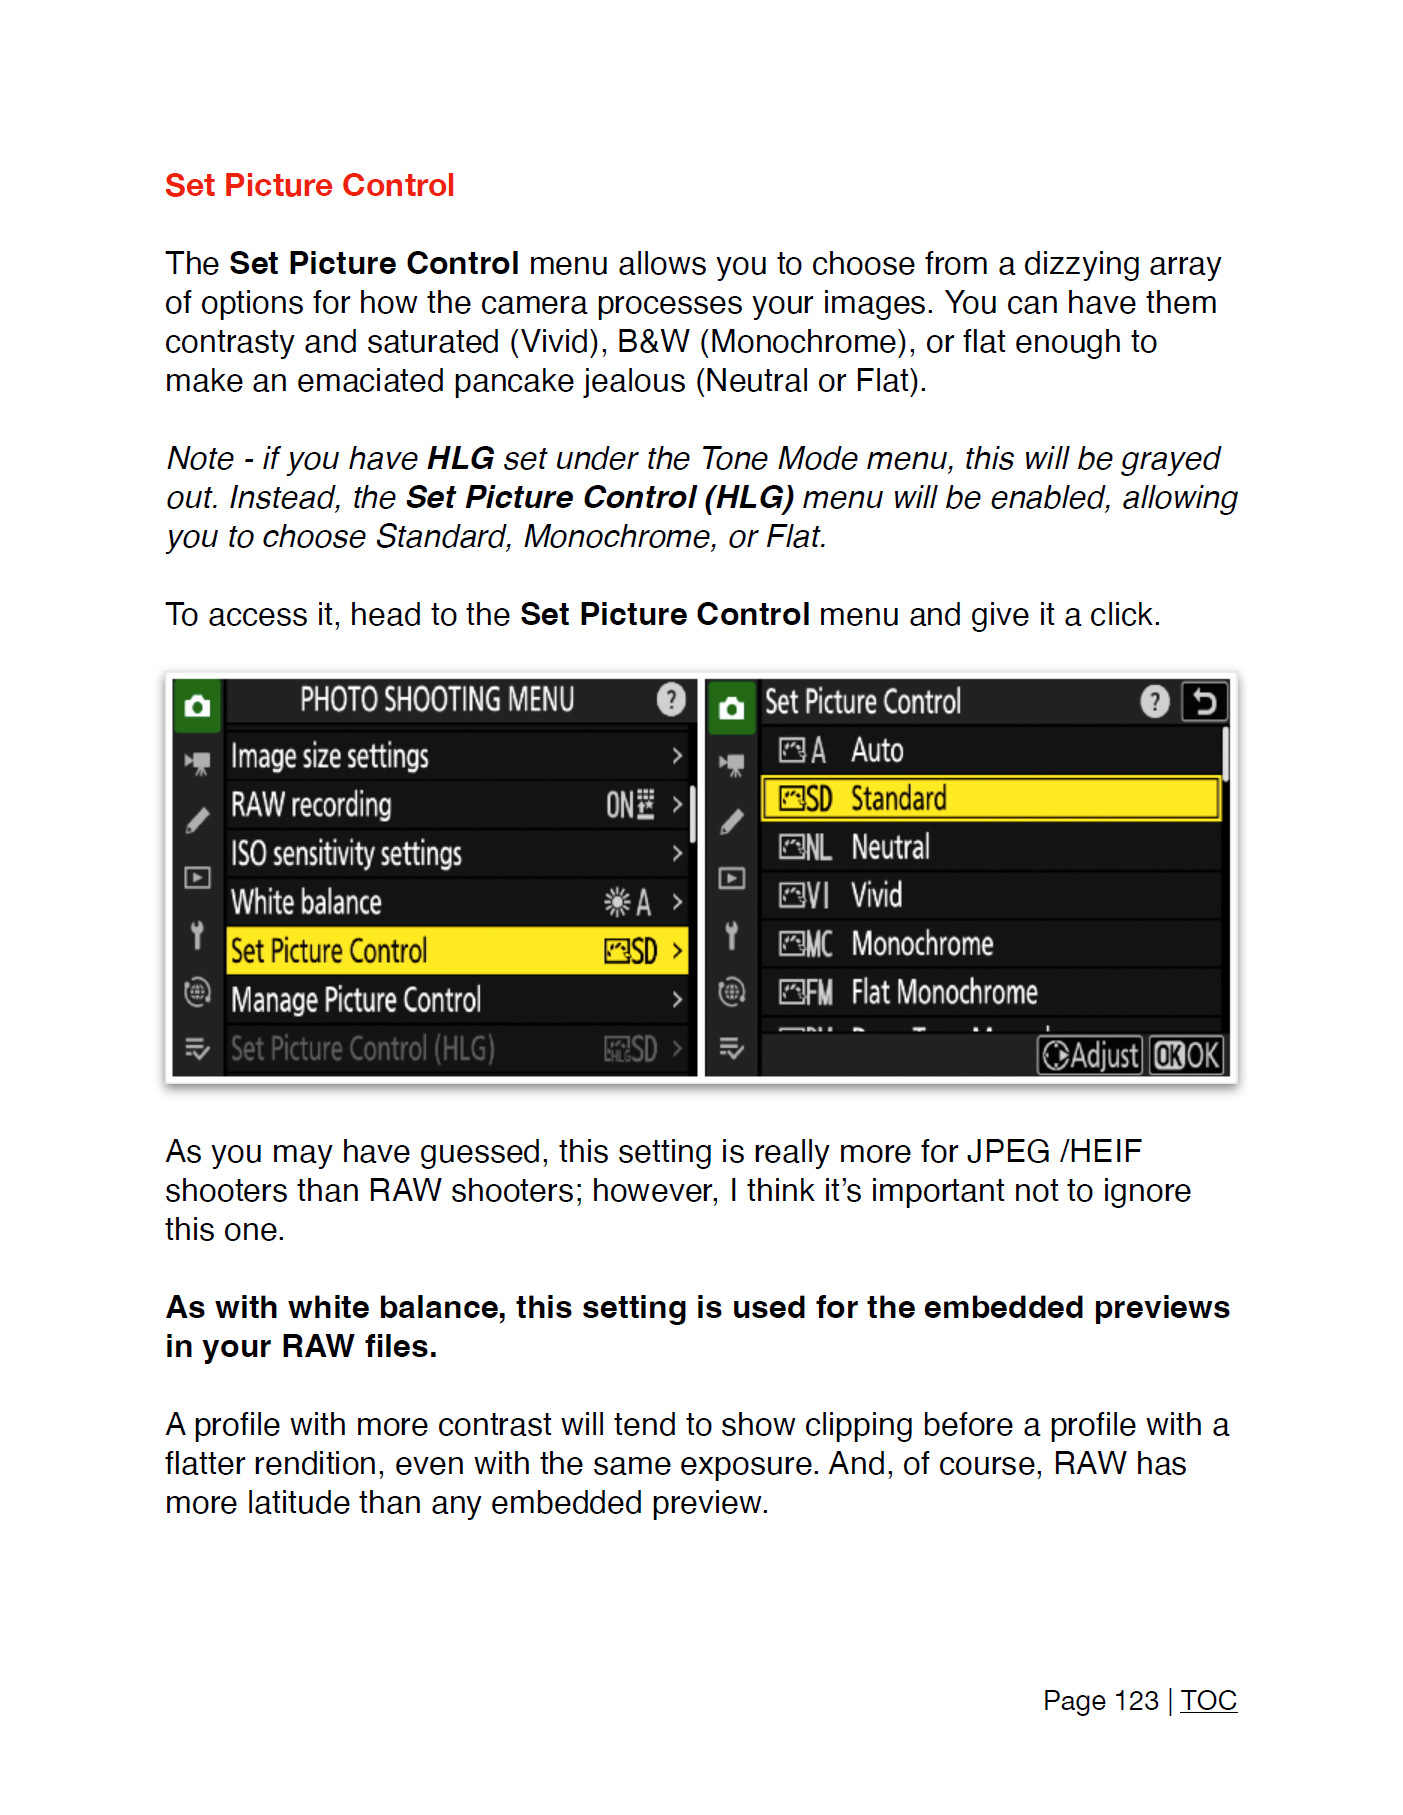 Set Picture Control
The Set Picture Control menu allows you to choose from a dizzying array
of options for how the camera processes your images. You can have them
contrasty and saturated (Vivid), B&W (Monochrome), or flat enough to
make an emaciated pancake jealous (Neutral or Flat).
Note - if you have HLG set under the Tone Mode menu, this will be grayed
out. Instead, the Set Picture Control (HLG) menu will be enabled, allowing
you to choose Standard, Monochrome, or Flat.
To access it, head to the Set Picture Control menu and give it a click.
PHOTO SHOOTING MENU ?
Image size settings >
RAW recording ON >
ISO sensitivity settings >
White balance A >
Set Picture Control SD >
Manage Picture Control >
Set Picture Control (HLG) HLG SD >
Set Picture Control ?
A Auto
SD Standard
NL Neutral
VI Vivid
MC Monochrome
FM Flat Monochrome
Adjust OK OK
As you may have guessed, this setting is really more for JPEG /HEIF
shooters than RAW shooters; however, I think it’s important not to ignore
this one.
As with white balance, this setting is used for the embedded previews
in your RAW files.
A profile with more contrast will tend to show clipping before a profile with a
flatter rendition, even with the same exposure. And, of course, RAW has
more latitude than any embedded preview.
Page 123 | TOC